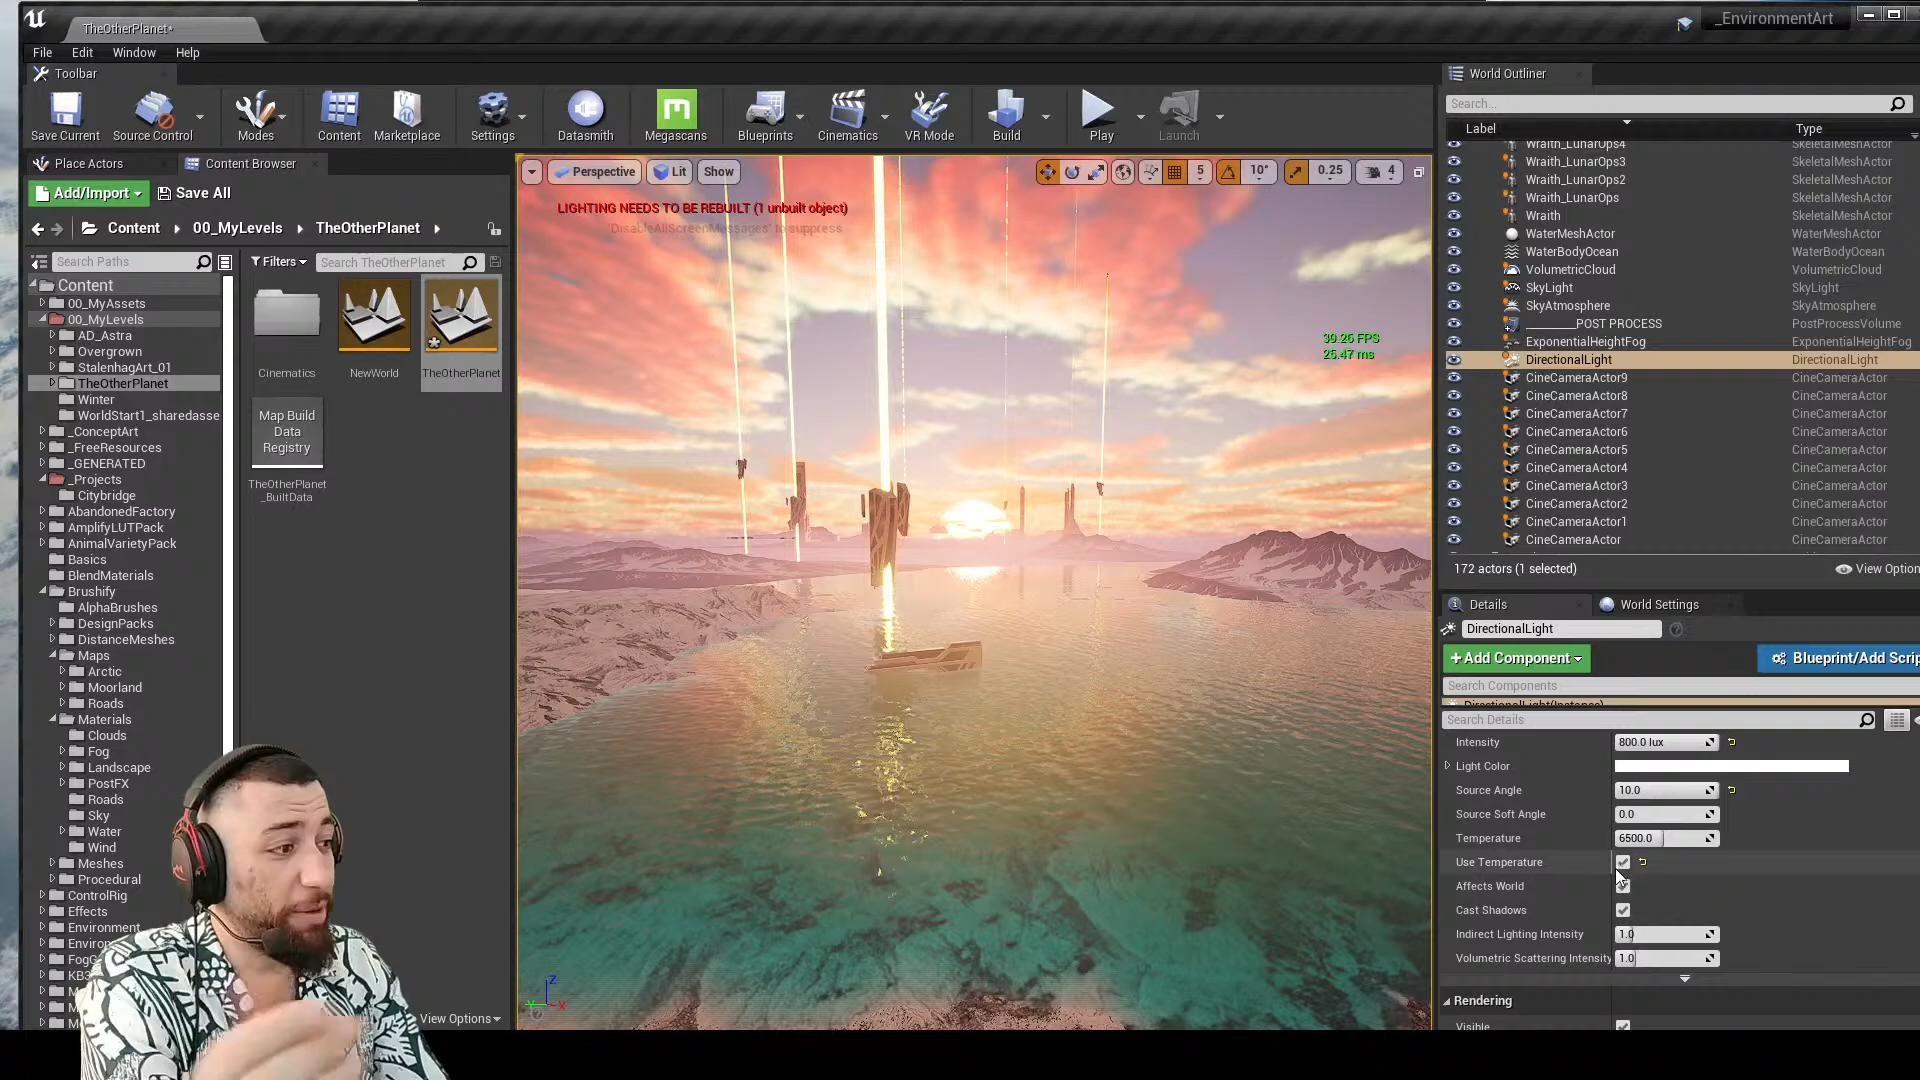 TheOtherPlanet*
_EnvironmentArt
File Edit Window Help
Toolbar
Save Current
Source Control
Modes
Content
Marketplace
Settings
Datasmith
Megascans
Blueprints
Cinematics
VR Mode
Build
Play
Launch
Place Actors
Content Browser
Add/Import
Save All
Content
00_MyLevels
TheOtherPlanet
Search Paths
Filters
Search TheOtherPlanet
Content
00_MyAssets
00_MyLevels
AD_Astra
Overgrown
StalenhagArt_01
TheOtherPlanet
Winter
WorldStart1_sharedasse
_ConceptArt
_FreeResources
_GENERATED
_Projects
Citybridge
AbandonedFactory
AmplifyLUTPack
AnimalVarietyPack
Basics
BlendMaterials
Brushify
AlphaBrushes
DesignPacks
DistanceMeshes
Maps
Arctic
Moorland
Roads
Materials
Clouds
Fog
Landscape
PostFX
Roads
Sky
Water
Wind
Meshes
Procedural
ControlRig
Effects
Environment
Environ
FogG
KB3
Cinematics
NewWorld
TheOtherPlanet
Map Build
Data
Registry
TheOtherPlanet
_BuiltData
View Options
Perspective
Lit
Show
5
10°
0.25
4
LIGHTING NEEDS TO BE REBUILT (1 unbuilt object)
'DisableAllScreenMessages' to suppress
39.26 FPS
25.47 ms
Z
Y
X
World Outliner
Search...
Label Type
Wraith_LunarOps4 SkeletalMeshActor
Wraith_LunarOps3 SkeletalMeshActor
Wraith_LunarOps2 SkeletalMeshActor
Wraith_LunarOps SkeletalMeshActor
Wraith SkeletalMeshActor
WaterMeshActor WaterMeshActor
WaterBodyOcean WaterBodyOcean
VolumetricCloud VolumetricCloud
SkyLight SkyLight
SkyAtmosphere SkyAtmosphere
________POST PROCESS PostProcessVolume
ExponentialHeightFog ExponentialHeightFog
DirectionalLight DirectionalLight
CineCameraActor9 CineCameraActor
CineCameraActor8 CineCameraActor
CineCameraActor7 CineCameraActor
CineCameraActor6 CineCameraActor
CineCameraActor5 CineCameraActor
CineCameraActor4 CineCameraActor
CineCameraActor3 CineCameraActor
CineCameraActor2 CineCameraActor
CineCameraActor1 CineCameraActor
CineCameraActor CineCameraActor
172 actors (1 selected)
View Option
Details
World Settings
DirectionalLight
+Add Component
Blueprint/Add Scrip
Search Components
DirectionalLight(Instance)
Search Details
Intensity 800.0 lux
Light Color
Source Angle 10.0
Source Soft Angle 0.0
Temperature 6500.0
Use Temperature
Affects World
Cast Shadows
Indirect Lighting Intensity 1.0
Volumetric Scattering Intensity 1.0
Rendering
Visible